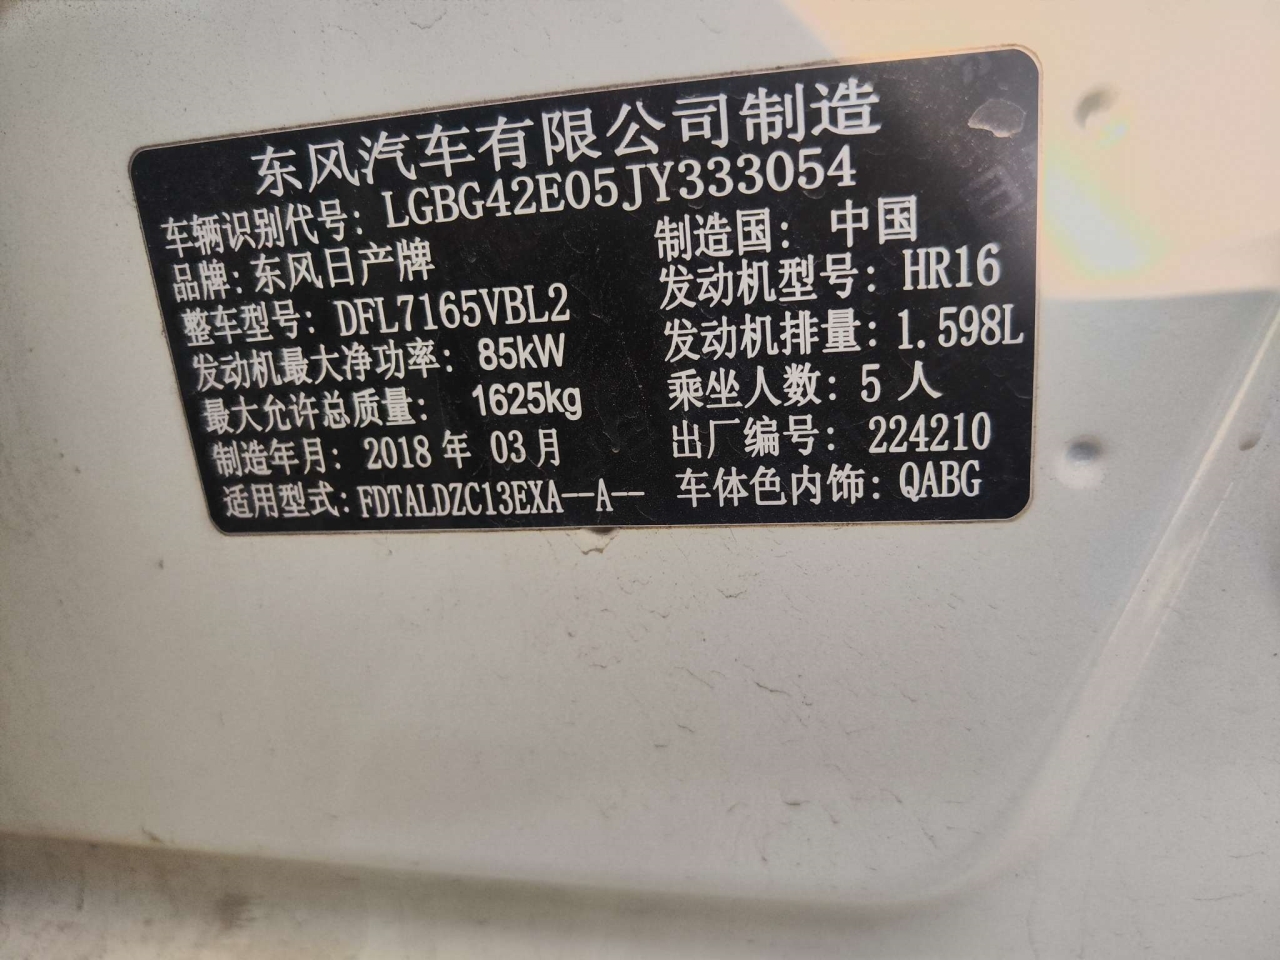 东风汽车有限公司制造
车辆识别代号: LGBG42E05JY333054
品牌: 东风日产牌 制造国: 中国
整车型号: DFL7165VBL2 发动机型号: HR16
发动机最大净功率: 85kW 发动机排量: 1.598L
最大允许总质量: 1625kg 乘坐人数: 5 人
制造年月: 2018 年 03 月 出厂编号: 224210
适用型式: FDTALDZC13EXA--A-- 车体色内饰: QABG